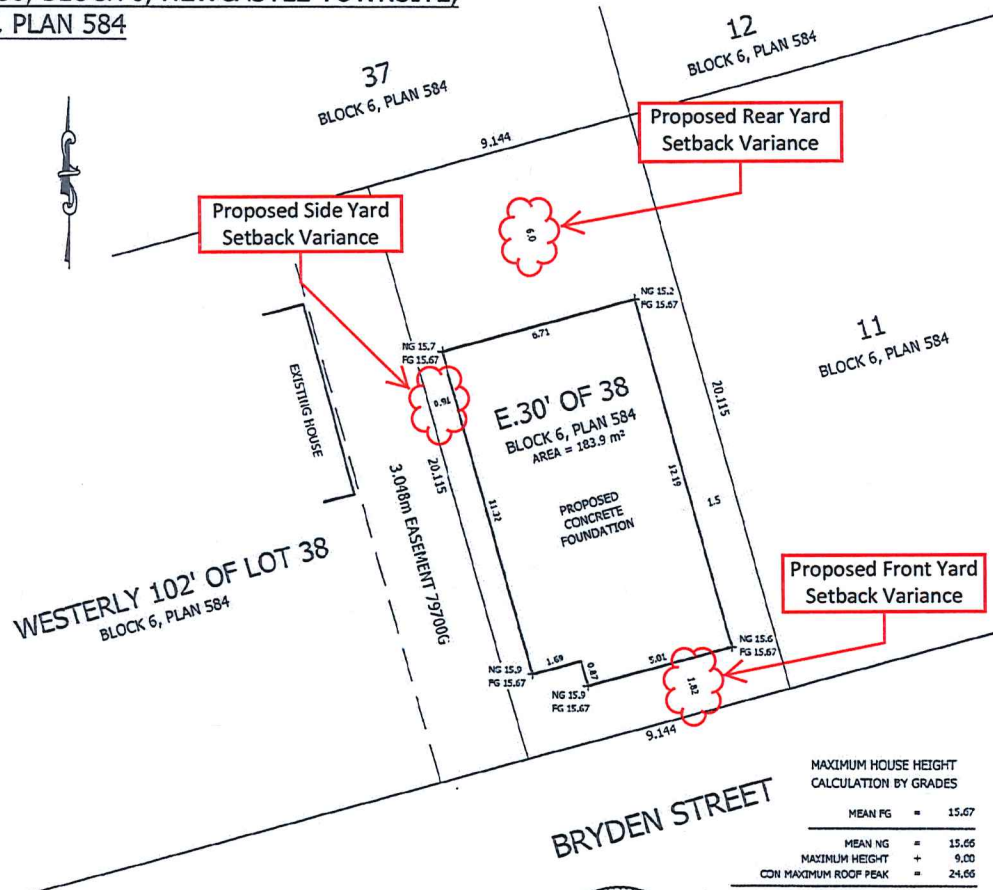 PLAN 584
37
BLOCK 6, PLAN 584
12
BLOCK 6, PLAN 584
9.144
Proposed Rear Yard
Setback Variance
Proposed Side Yard
Setback Variance
6.0
NG 15.2
FG 15.67
6.71
NG 15.7
FG 15.67
11
BLOCK 6, PLAN 584
EXISTING HOUSE
0.91
E.30' OF 38
BLOCK 6, PLAN 584
AREA = 183.9 m²
20.115
20.115
3.048m EASEMENT 79700G
11.32
12.19
1.5
PROPOSED
CONCRETE
FOUNDATION
WESTERLY 102' OF LOT 38
BLOCK 6, PLAN 584
Proposed Front Yard
Setback Variance
NG 15.6
FG 15.67
NG 15.9
FG 15.67
1.69
0.87
5.01
NG 15.9
FG 15.67
1.82
9.144
BRYDEN STREET
MAXIMUM HOUSE HEIGHT
CALCULATION BY GRADES
MEAN FG = 15.67
MEAN NG = 15.66
MAXIMUM HEIGHT + 9.00
CON MAXIMUM ROOF PEAK = 24.66